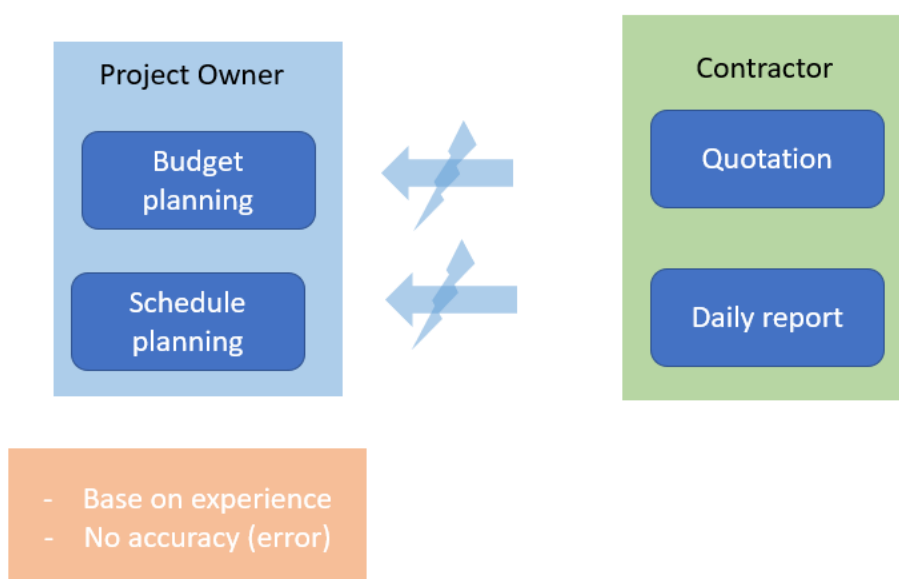 Project Owner
Budget
planning
Schedule
planning
Contractor
Quotation
Daily report
- Base on experience
- No accuracy (error)